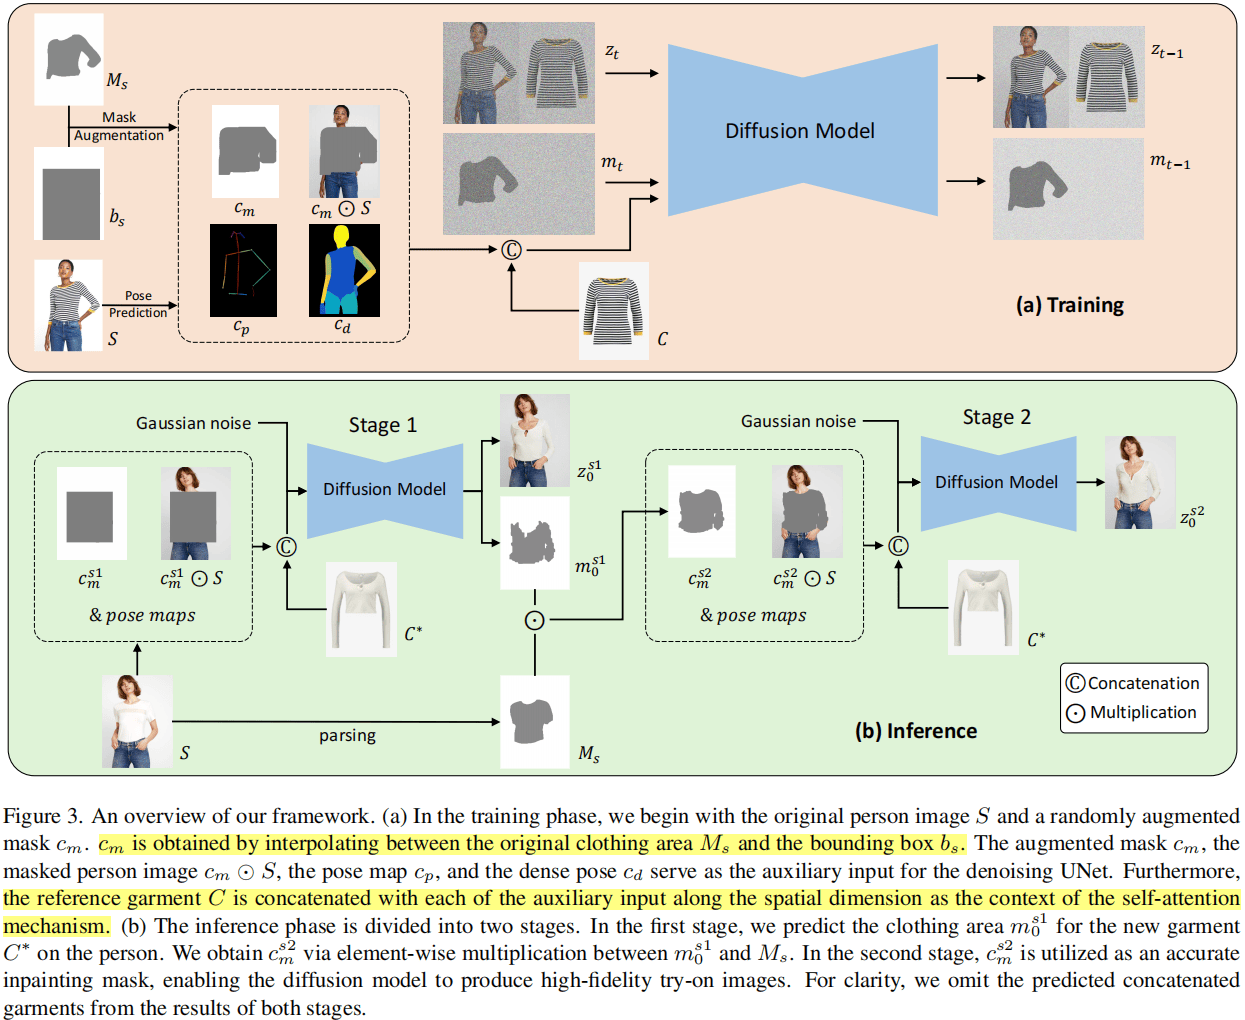 M_s
Mask
Augmentation
b_s
Pose
Prediction
S
c_m
c_m ⊙ S
c_p
c_d
z_t
m_t
Diffusion Model
z_{t−1}
m_{t−1}
©
C
(a) Training
Gaussian noise
Stage 1
Diffusion Model
c_m^{s1}
c_m^{s1} ⊙ S
& pose maps
©
C*
z_0^{s1}
m_0^{s1}
⊙
S
parsing
M_s
Gaussian noise
Stage 2
Diffusion Model
c_m^{s2}
c_m^{s2} ⊙ S
& pose maps
©
C*
z_0^{s2}
© Concatenation
⊙ Multiplication
(b) Inference
Figure 3. An overview of our framework. (a) In the training phase, we begin with the original person image S and a randomly augmented
mask c_m. c_m is obtained by interpolating between the original clothing area M_s and the bounding box b_s. The augmented mask c_m, the
masked person image c_m ⊙ S, the pose map c_p, and the dense pose c_d serve as the auxiliary input for the denoising UNet. Furthermore,
the reference garment C is concatenated with each of the auxiliary input along the spatial dimension as the context of the self-attention
mechanism. (b) The inference phase is divided into two stages. In the first stage, we predict the clothing area m_0^{s1} for the new garment
C* on the person. We obtain c_m^{s2} via element-wise multiplication between m_0^{s1} and M_s. In the second stage, c_m^{s2} is utilized as an accurate
inpainting mask, enabling the diffusion model to produce high-fidelity try-on images. For clarity, we omit the predicted concatenated
garments from the results of both stages.